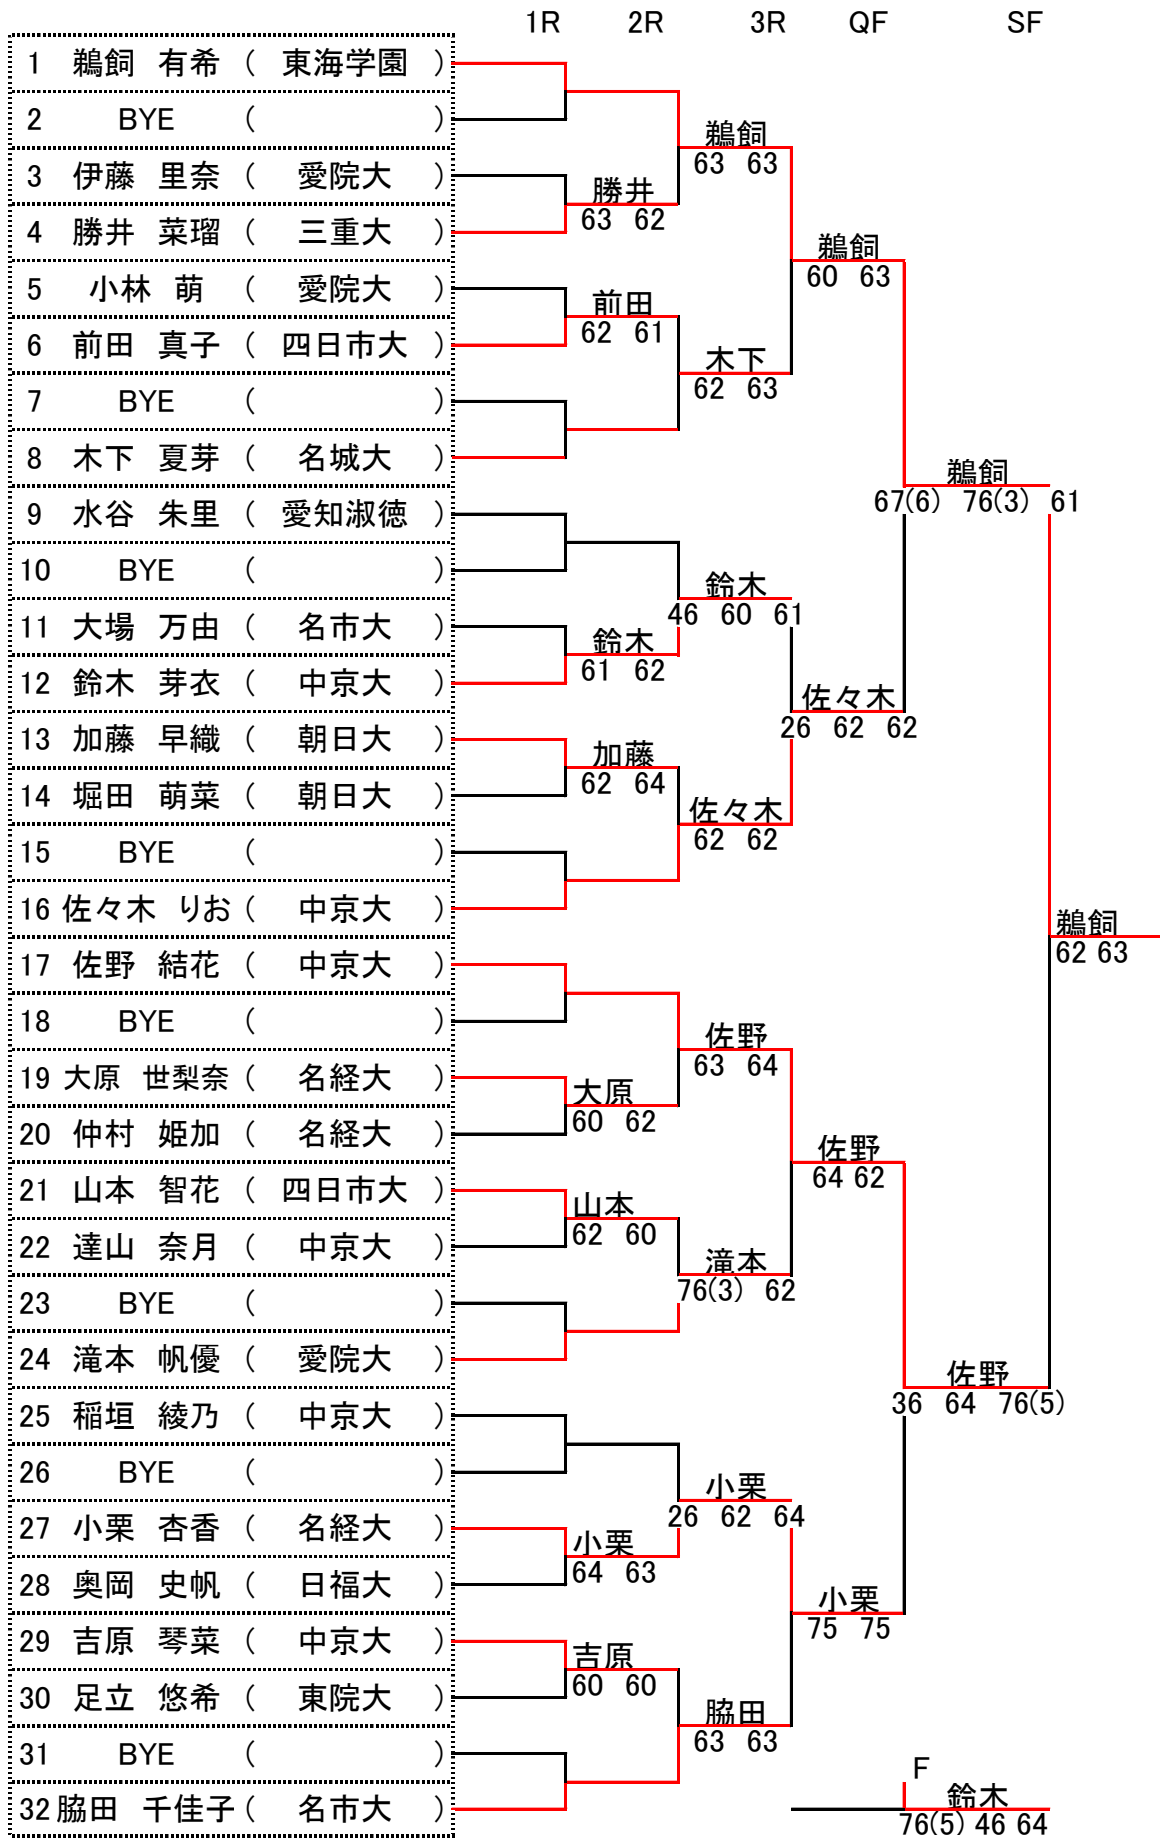 1R 2R 3R QF SF
1 鵜飼 有希 ( 東海学園 )
2 BYE ( )
鵜飼
63 63
3 伊藤 里奈 ( 愛院大 )
勝井
63 62
4 勝井 菜瑠 ( 三重大 )
鵜飼
60 63
5 小林 萌 ( 愛院大 )
前田
62 61
6 前田 真子 ( 四日市大 )
木下
62 63
7 BYE ( )
8 木下 夏芽 ( 名城大 )
鵜飼
67(6) 76(3) 61
9 水谷 朱里 ( 愛知淑徳 )
10 BYE ( )
鈴木
46 60 61
11 大場 万由 ( 名市大 )
鈴木
61 62
12 鈴木 芽衣 ( 中京大 )
佐々木
26 62 62
13 加藤 早織 ( 朝日大 )
加藤
62 64
14 堀田 萌菜 ( 朝日大 )
佐々木
62 62
15 BYE ( )
16 佐々木 りお ( 中京大 )
鵜飼
62 63
17 佐野 結花 ( 中京大 )
18 BYE ( )
佐野
63 64
19 大原 世梨奈 ( 名経大 )
大原
60 62
20 仲村 姫加 ( 名経大 )
佐野
64 62
21 山本 智花 ( 四日市大 )
山本
62 60
22 達山 奈月 ( 中京大 )
滝本
76(3) 62
23 BYE ( )
24 滝本 帆優 ( 愛院大 )
佐野
36 64 76(5)
25 稲垣 綾乃 ( 中京大 )
26 BYE ( )
小栗
26 62 64
27 小栗 杏香 ( 名経大 )
小栗
64 63
28 奥岡 史帆 ( 日福大 )
小栗
75 75
29 吉原 琴菜 ( 中京大 )
吉原
60 60
30 足立 悠希 ( 東院大 )
脇田
63 63
31 BYE ( )
F
32 脇田 千佳子 ( 名市大 )
鈴木
76(5) 46 64